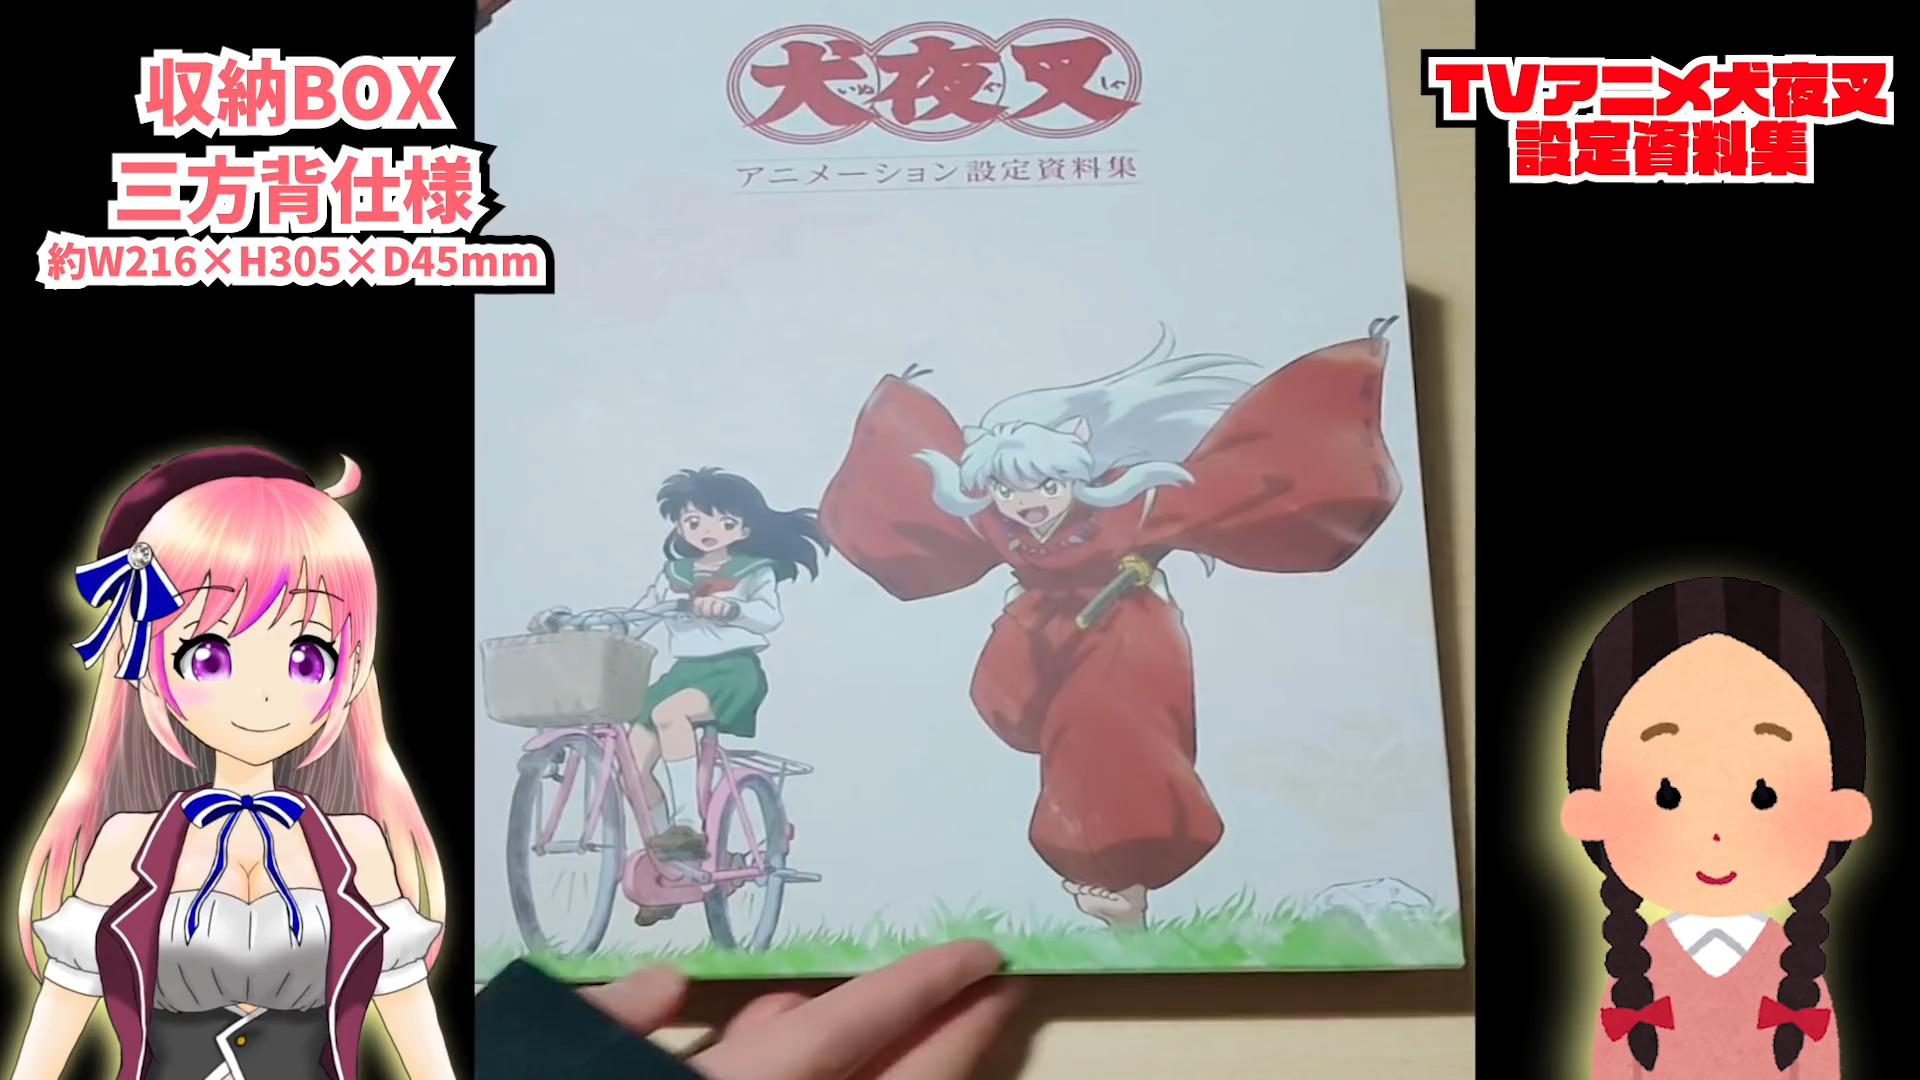 収納BOX
三方背仕様
約W216×H305×D45mm
犬夜叉
いぬ や しゃ
アニメーション設定資料集
TVアニメ犬夜叉
設定資料集